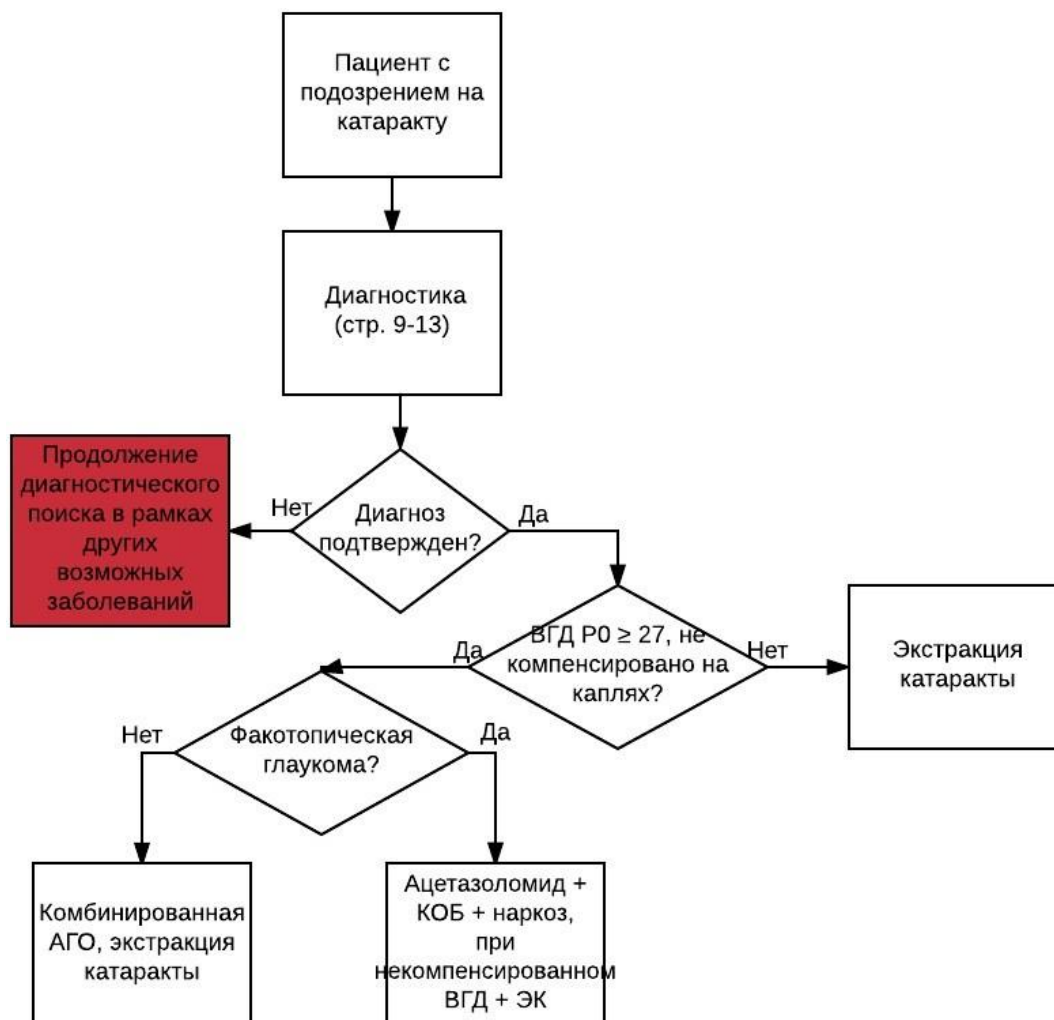 Пациент с
подозрением на
катаракту
Диагностика
(стр. 9-13)
Диагноз
подтвержден?
Нет
Да
Продолжение
диагностического
поиска в рамках
других
возможных
заболеваний
ВГД P0 ≥ 27, не
компенсировано на
каплях?
Да
Нет
Экстракция
катаракты
Факотопическая
глаукома?
Нет
Да
Комбинированная
АГО, экстракция
катаракты
Ацетазоломид +
КОБ + наркоз,
при
некомпенсированном
ВГД + ЭК